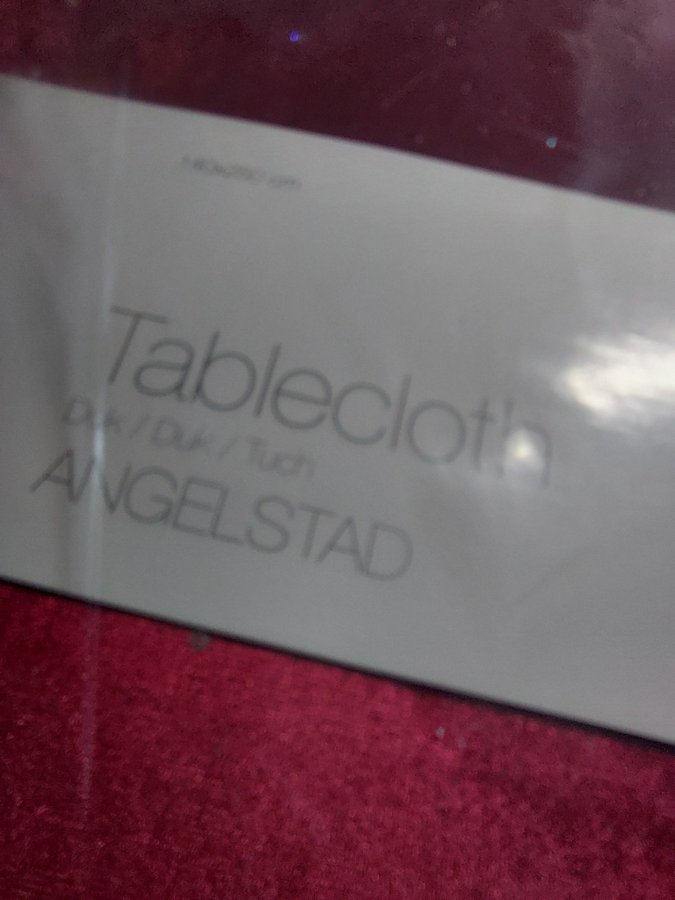 Tablecloth
Duk / Duk / Tuch
ANGELSTAD